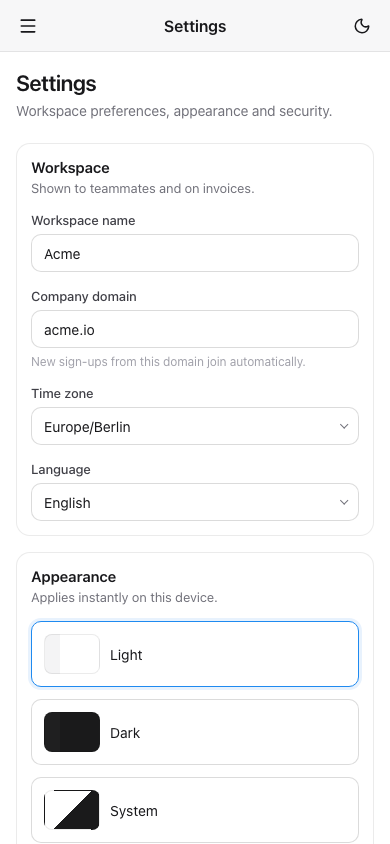 Settings
Settings
Workspace preferences, appearance and security.
Workspace
Shown to teammates and on invoices.
Workspace name
Acme
Company domain
acme.io
New sign-ups from this domain join automatically.
Time zone
Europe/Berlin
Language
English
Appearance
Applies instantly on this device.
Light
Dark
System